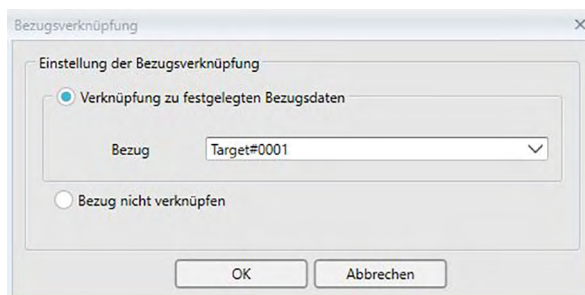 Bezugsverknüpfung
Einstellung der Bezugsverknüpfung
Verknüpfung zu festgelegten Bezugsdaten
Bezug Target#0001
Bezug nicht verknüpfen
OK Abbrechen